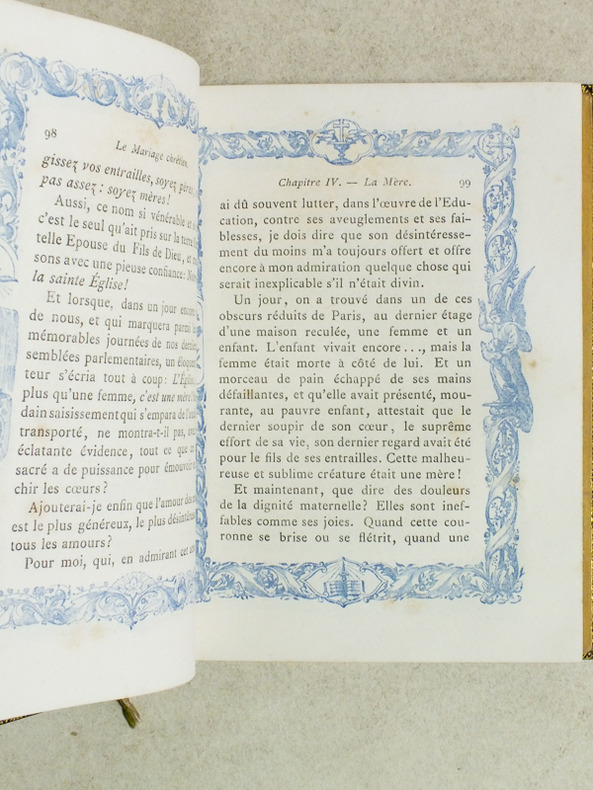 98
Le Mariage chrétien.
gissez vos entrailles, soyez pères
pas assez : soyez mères!
Aussi, ce nom si vénérable et
c'est le seul qu'ait pris sur la terre
telle Epouse du Fils de Dieu, et
sons avec une pieuse confiance :
la sainte Église!
Et lorsque, dans un jour encore
de nous, et qui marquera parmi les
mémorables journées de nos
semblées parlementaires, un éloquent
teur s'écria tout à coup : L'Église
plus qu'une femme, c'est une mère
dain saisissement qui s'empara de
transporté, ne montra-t-il pas, avec
éclatante évidence, tout ce que
sacré a de puissance pour émouvoir
chir les cœurs?
Ajouterai-je enfin que l'amour des
est le plus généreux, le plus désintéressé
tous les amours?
Pour moi, qui, en admirant cet
Chapitre IV. — La Mère.
99
ai dû souvent lutter, dans l'œuvre de l'Edu-
cation, contre ses aveuglements et ses fai-
blesses, je dois dire que son désintéresse-
ment du moins m'a toujours offert et offre
encore à mon admiration quelque chose qui
serait inexplicable s'il n'était divin.
Un jour, on a trouvé dans un de ces
obscurs réduits de Paris, au dernier étage
d'une maison reculée, une femme et un
enfant. L'enfant vivait encore..., mais la
femme était morte à côté de lui. Et un
morceau de pain échappé de ses mains
défaillantes, et qu'elle avait présenté, mou-
rante, au pauvre enfant, attestait que le
dernier soupir de son cœur, le suprême
effort de sa vie, son dernier regard avait été
pour le fils de ses entrailles. Cette malheu-
reuse et sublime créature était une mère!
Et maintenant, que dire des douleurs
de la dignité maternelle? Elles sont inef-
fables comme ses joies. Quand cette cou-
ronne se brise ou se flétrit, quand une